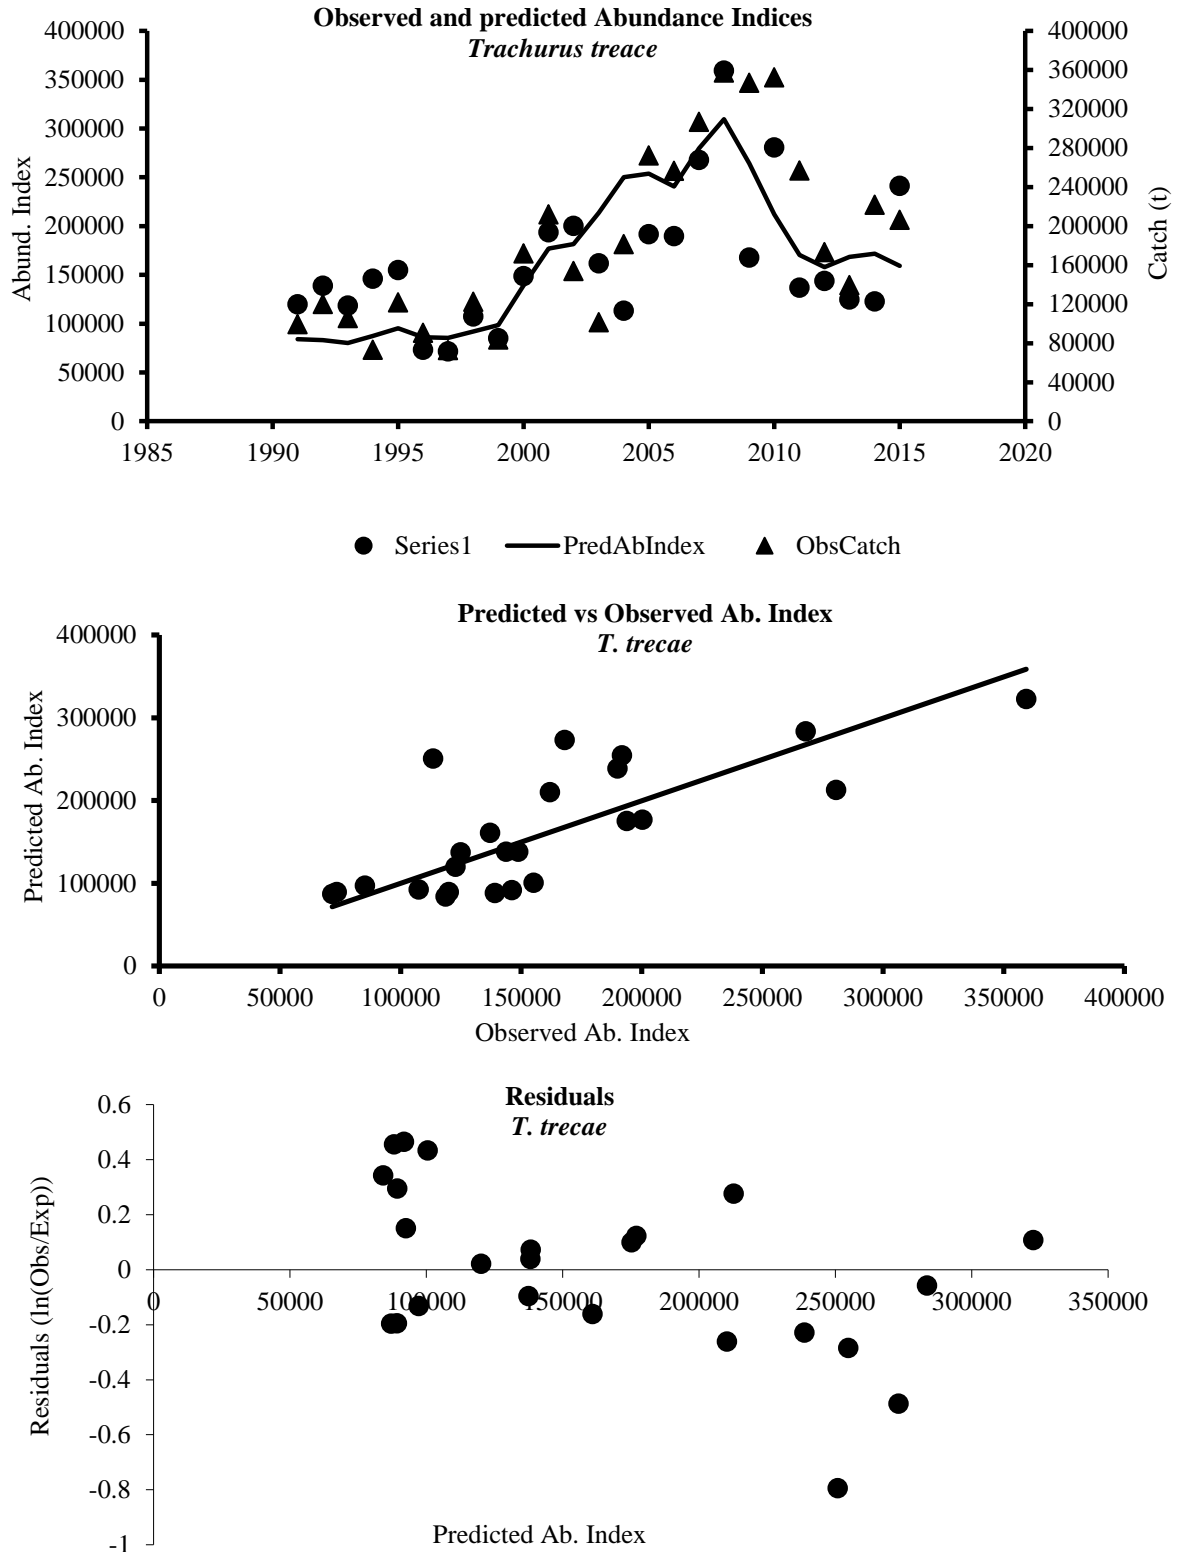 Observed and predicted Abundance Indices
Trachurus treace
400000
350000
300000
250000
200000
150000
100000
50000
0
Abund. Index
400000
360000
320000
280000
240000
200000
160000
120000
80000
40000
0
Catch (t)
1985 1990 1995 2000 2005 2010 2015 2020
Series1 PredAbIndex ObsCatch
Predicted vs Observed Ab. Index
T. trecae
400000
300000
200000
100000
0
Predicted Ab. Index
0 50000 100000 150000 200000 250000 300000 350000 400000
Observed Ab. Index
Residuals
T. trecae
0.6
0.4
0.2
0
-0.2
-0.4
-0.6
-0.8
-1
Residuals (ln(Obs/Exp))
0 50000 100000 150000 200000 250000 300000 350000
Predicted Ab. Index